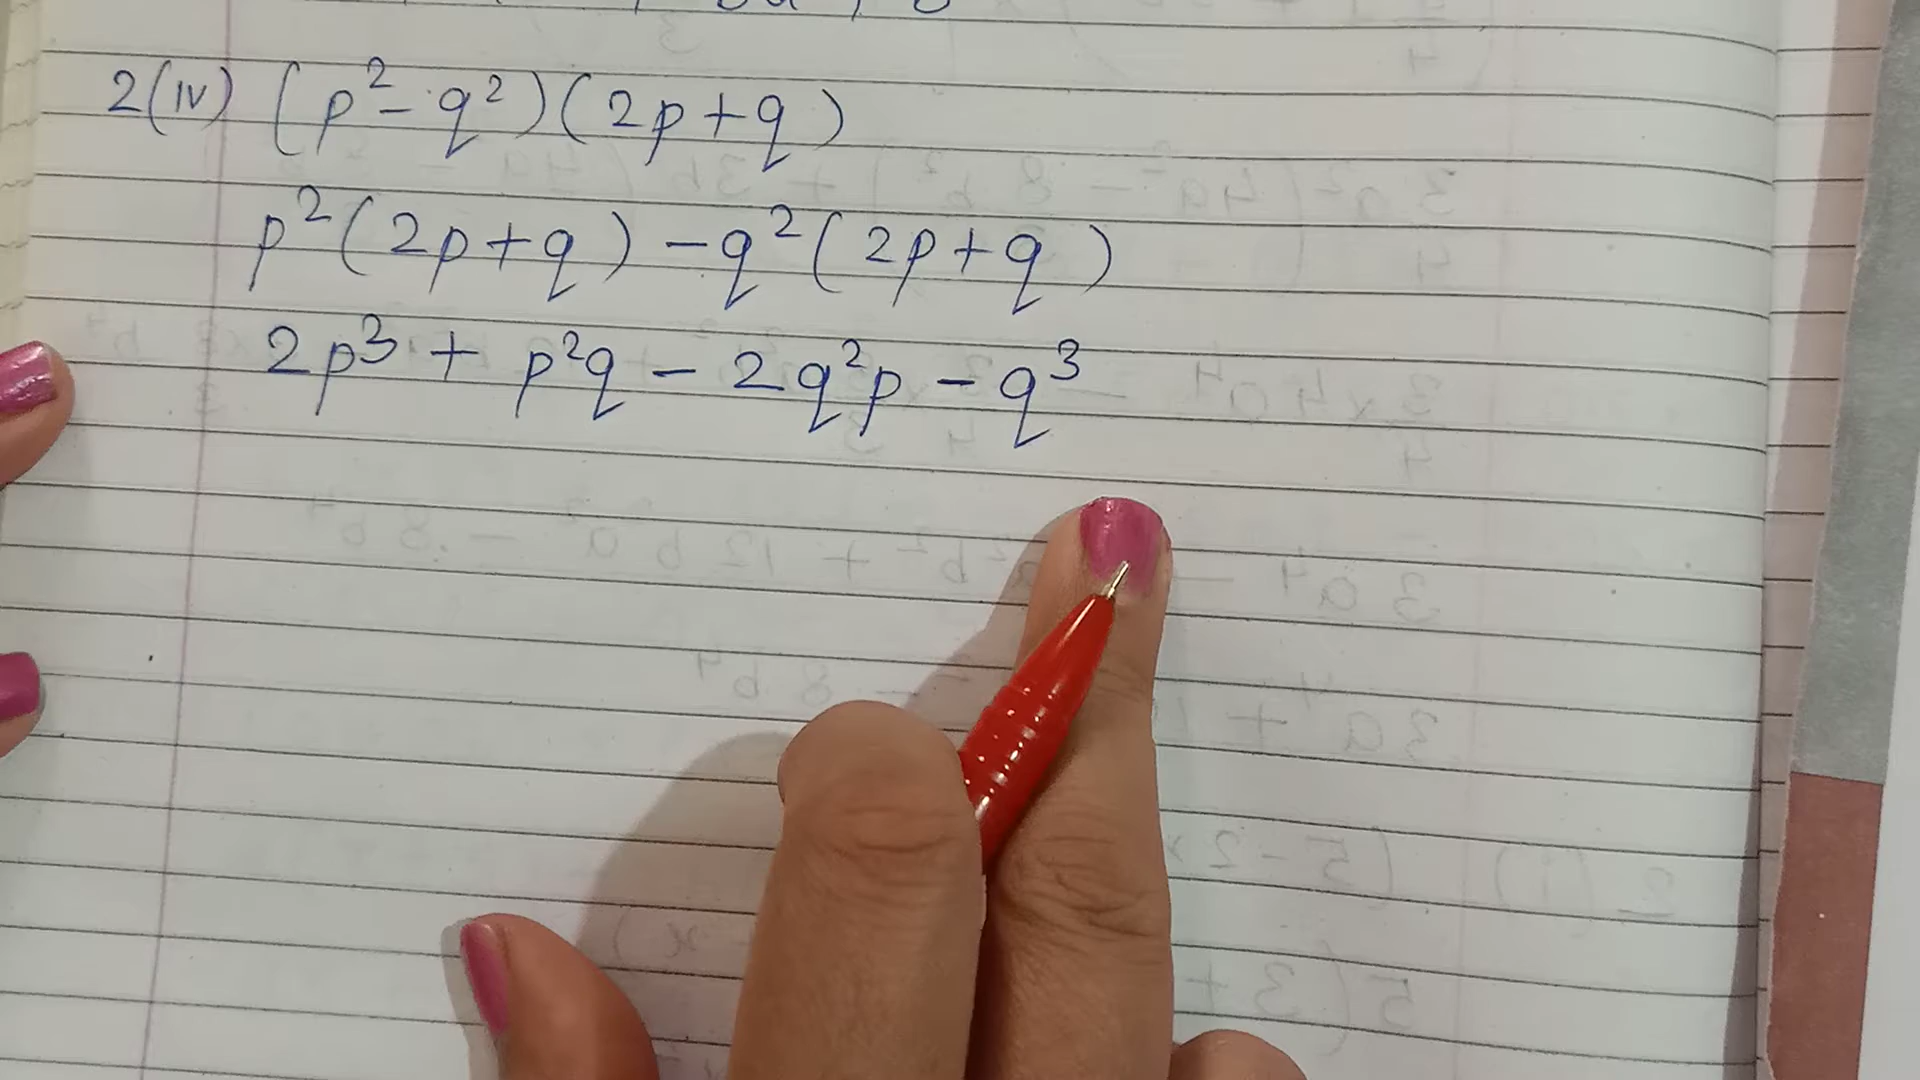 2(iv) (p² - q²)(2p + q)
p²(2p + q) - q²(2p + q)
2p³ + p²q - 2q²p - q³